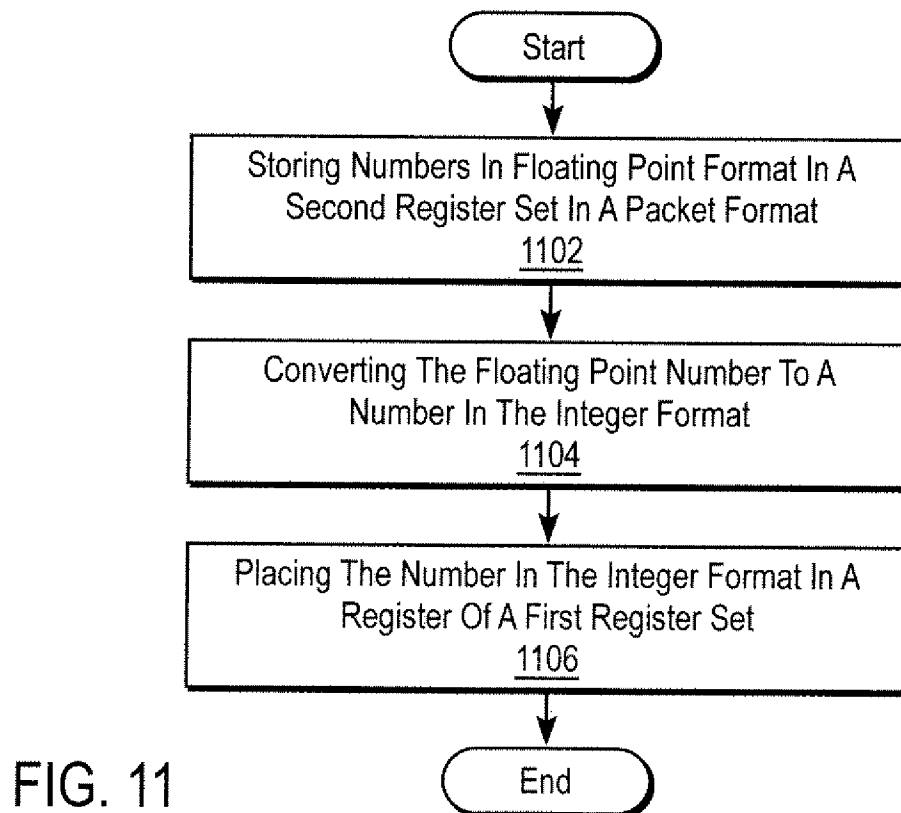 Start
Storing Numbers In Floating Point Format In A
Second Register Set In A Packet Format
1102
Converting The Floating Point Number To A
Number In The Integer Format
1104
Placing The Number In The Integer Format In A
Register Of A First Register Set
1106
End
FIG. 11